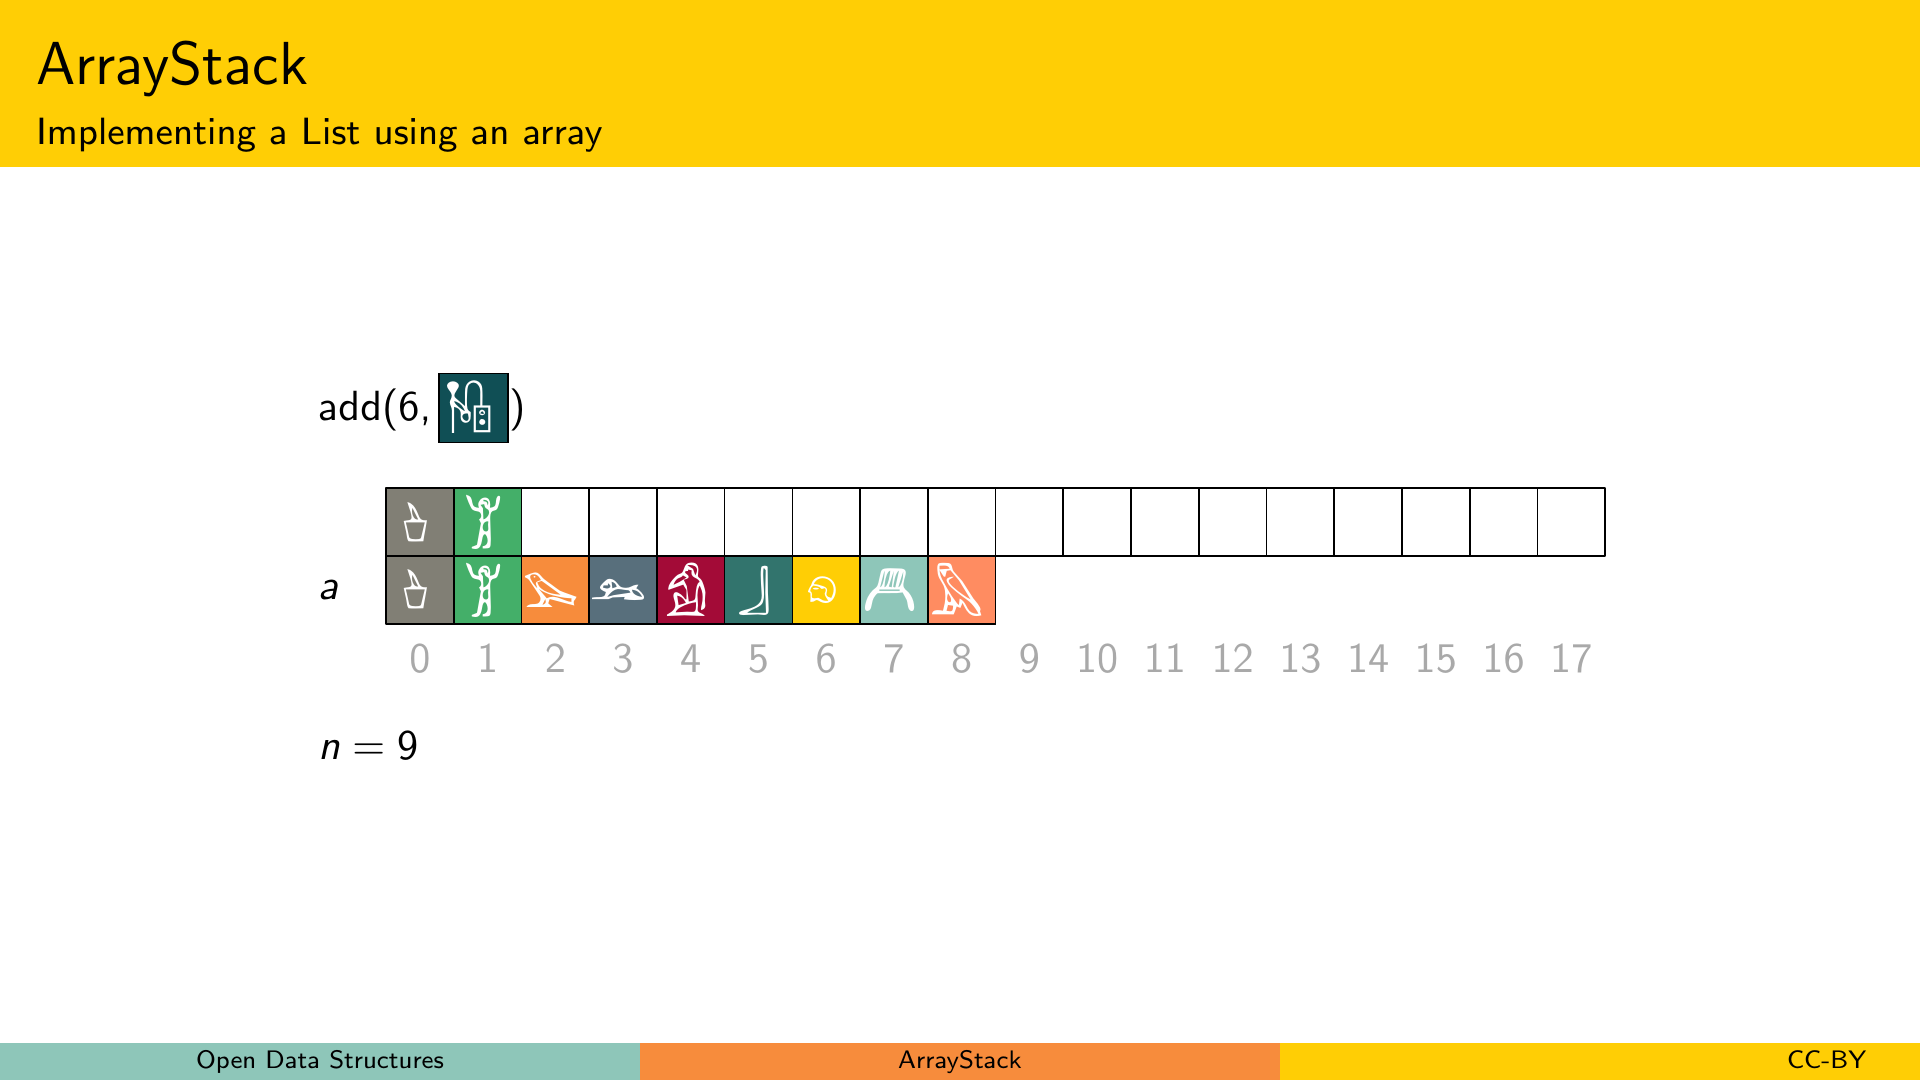 ArrayStack
Implementing a List using an array
add(6, )
a
0 1 2 3 4 5 6 7 8 9 10 11 12 13 14 15 16 17
n = 9
Open Data Structures ArrayStack CC-BY